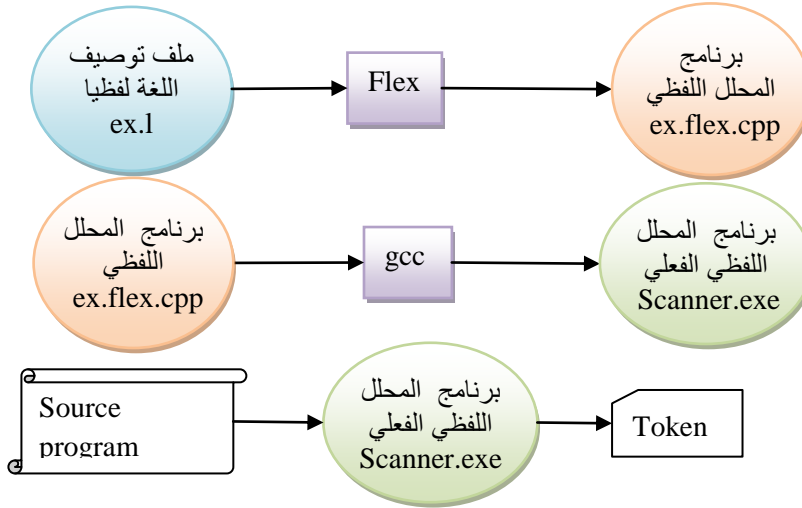 ملف توصيف
اللغة لفظيا
ex.l
Flex
برنامج
المحلل اللفظي
ex.flex.cpp
برنامج المحلل
اللفظي
ex.flex.cpp
gcc
برنامج المحلل
اللفظي الفعلي
Scanner.exe
Source
program
برنامج المحلل
اللفظي الفعلي
Scanner.exe
Token